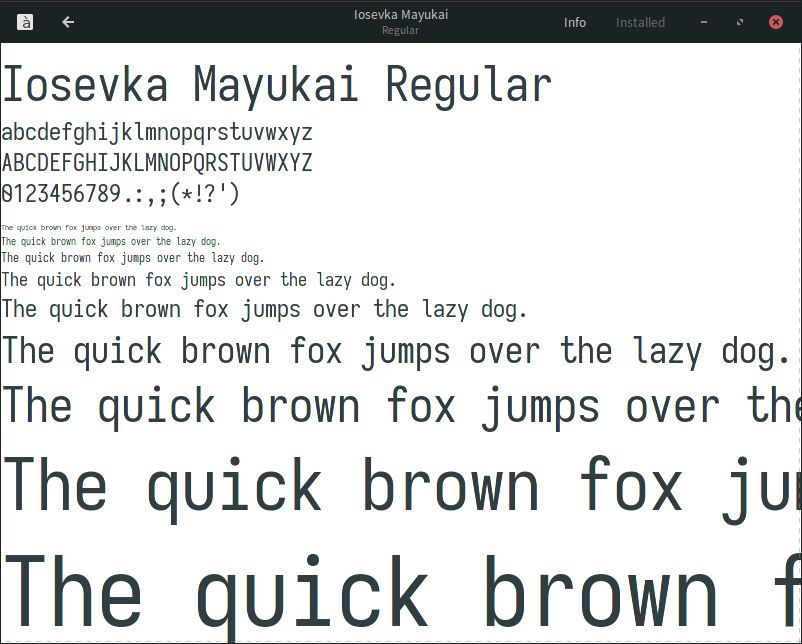 à
Iosevka Mayukai
Regular
Info
Installed
Iosevka Mayukai Regular
abcdefghijklmnopqrstuvwxyz
ABCDEFGHIJKLMNOPQRSTUVWXYZ
0123456789.:,;(*!?')
The quick brown fox jumps over the lazy dog.
The quick brown fox jumps over the lazy dog.
The quick brown fox jumps over the lazy dog.
The quick brown fox jumps over the lazy dog.
The quick brown fox jumps over the lazy dog.
The quick brown fox jumps over the lazy dog.
The quick brown fox jumps over the
The quick brown fox ju
The quick brown f